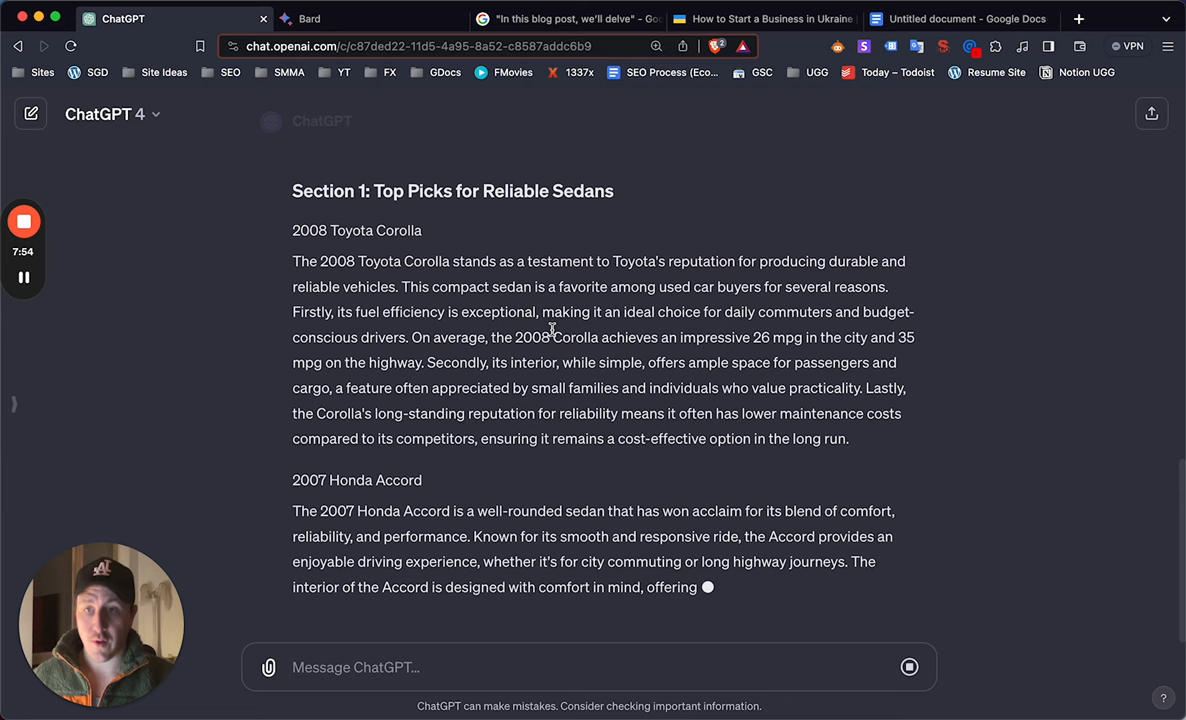 ChatGPT
Bard
"In this blog post, we'll delve" - Goo
How to Start a Business in Ukraine
Untitled document - Google Docs
chat.openai.com/c/c87ded22-11d5-4a95-8a52-c8587addc6b9
2
VPN
Sites
SGD
Site Ideas
SEO
SMMA
YT
FX
GDocs
FMovies
1337x
SEO Process (Eco...
GSC
UGG
Today – Todoist
Resume Site
Notion UGG
ChatGPT 4
ChatGPT
Section 1: Top Picks for Reliable Sedans
2008 Toyota Corolla
The 2008 Toyota Corolla stands as a testament to Toyota's reputation for producing durable and
reliable vehicles. This compact sedan is a favorite among used car buyers for several reasons.
Firstly, its fuel efficiency is exceptional, making it an ideal choice for daily commuters and budget-
conscious drivers. On average, the 2008 Corolla achieves an impressive 26 mpg in the city and 35
mpg on the highway. Secondly, its interior, while simple, offers ample space for passengers and
cargo, a feature often appreciated by small families and individuals who value practicality. Lastly,
the Corolla's long-standing reputation for reliability means it often has lower maintenance costs
compared to its competitors, ensuring it remains a cost-effective option in the long run.
2007 Honda Accord
The 2007 Honda Accord is a well-rounded sedan that has won acclaim for its blend of comfort,
reliability, and performance. Known for its smooth and responsive ride, the Accord provides an
enjoyable driving experience, whether it's for city commuting or long highway journeys. The
interior of the Accord is designed with comfort in mind, offering
7:54
Message ChatGPT...
ChatGPT can make mistakes. Consider checking important information.
?